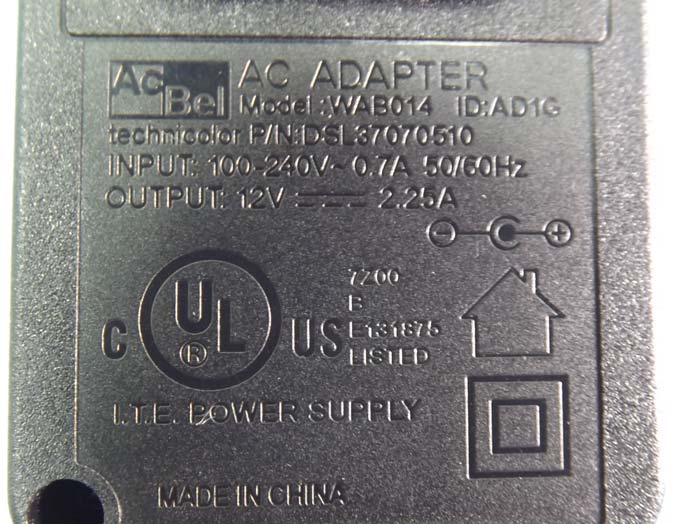 AcBel
AC ADAPTER
Model:WAB014 ID:AD1G
technicolor P/N:DSL37070510
INPUT: 100-240V~ 0.7A 50/60Hz
OUTPUT: 12V ⎓ 2.25A
C UL® US
7Z00
B
E131875
LISTED
I.T.E. POWER SUPPLY
MADE IN CHINA